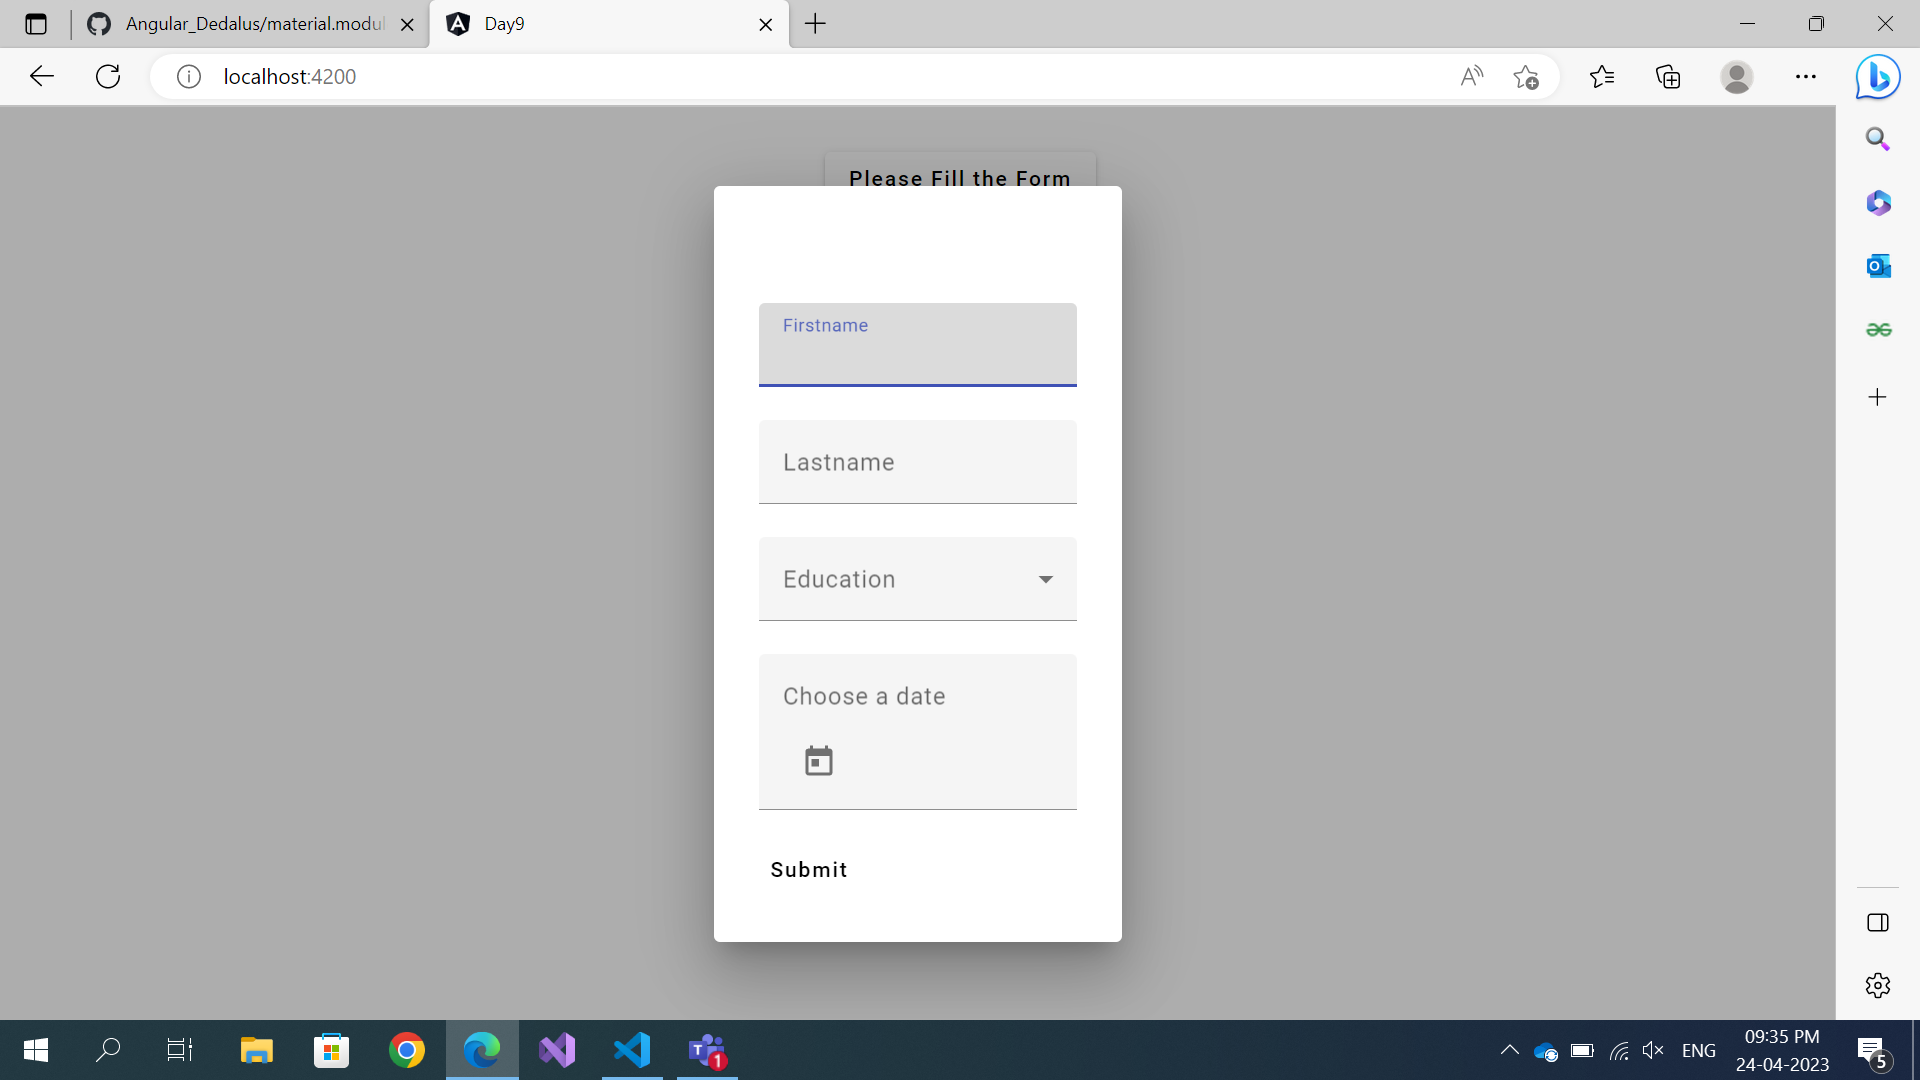 Angular_Dedalus/material.modul
Day9
localhost:4200
Please Fill the Form
Firstname
Lastname
Education
Choose a date
Submit
ENG
09:35 PM
24-04-2023
1
5